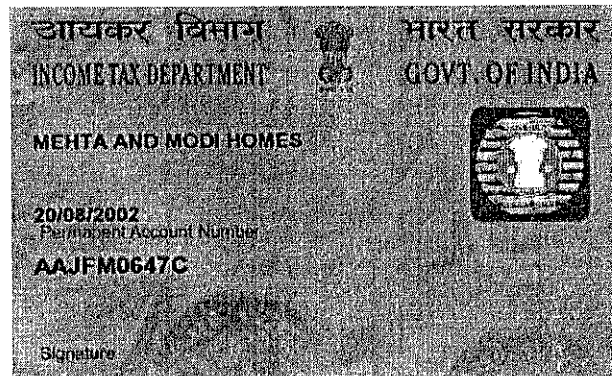 आयकर विभाग
भारत सरकार
INCOME TAX DEPARTMENT
GOVT. OF INDIA
MEHTA AND MODI HOMES
20/08/2002
Permanent Account Number
AAJFM0647C
Signature